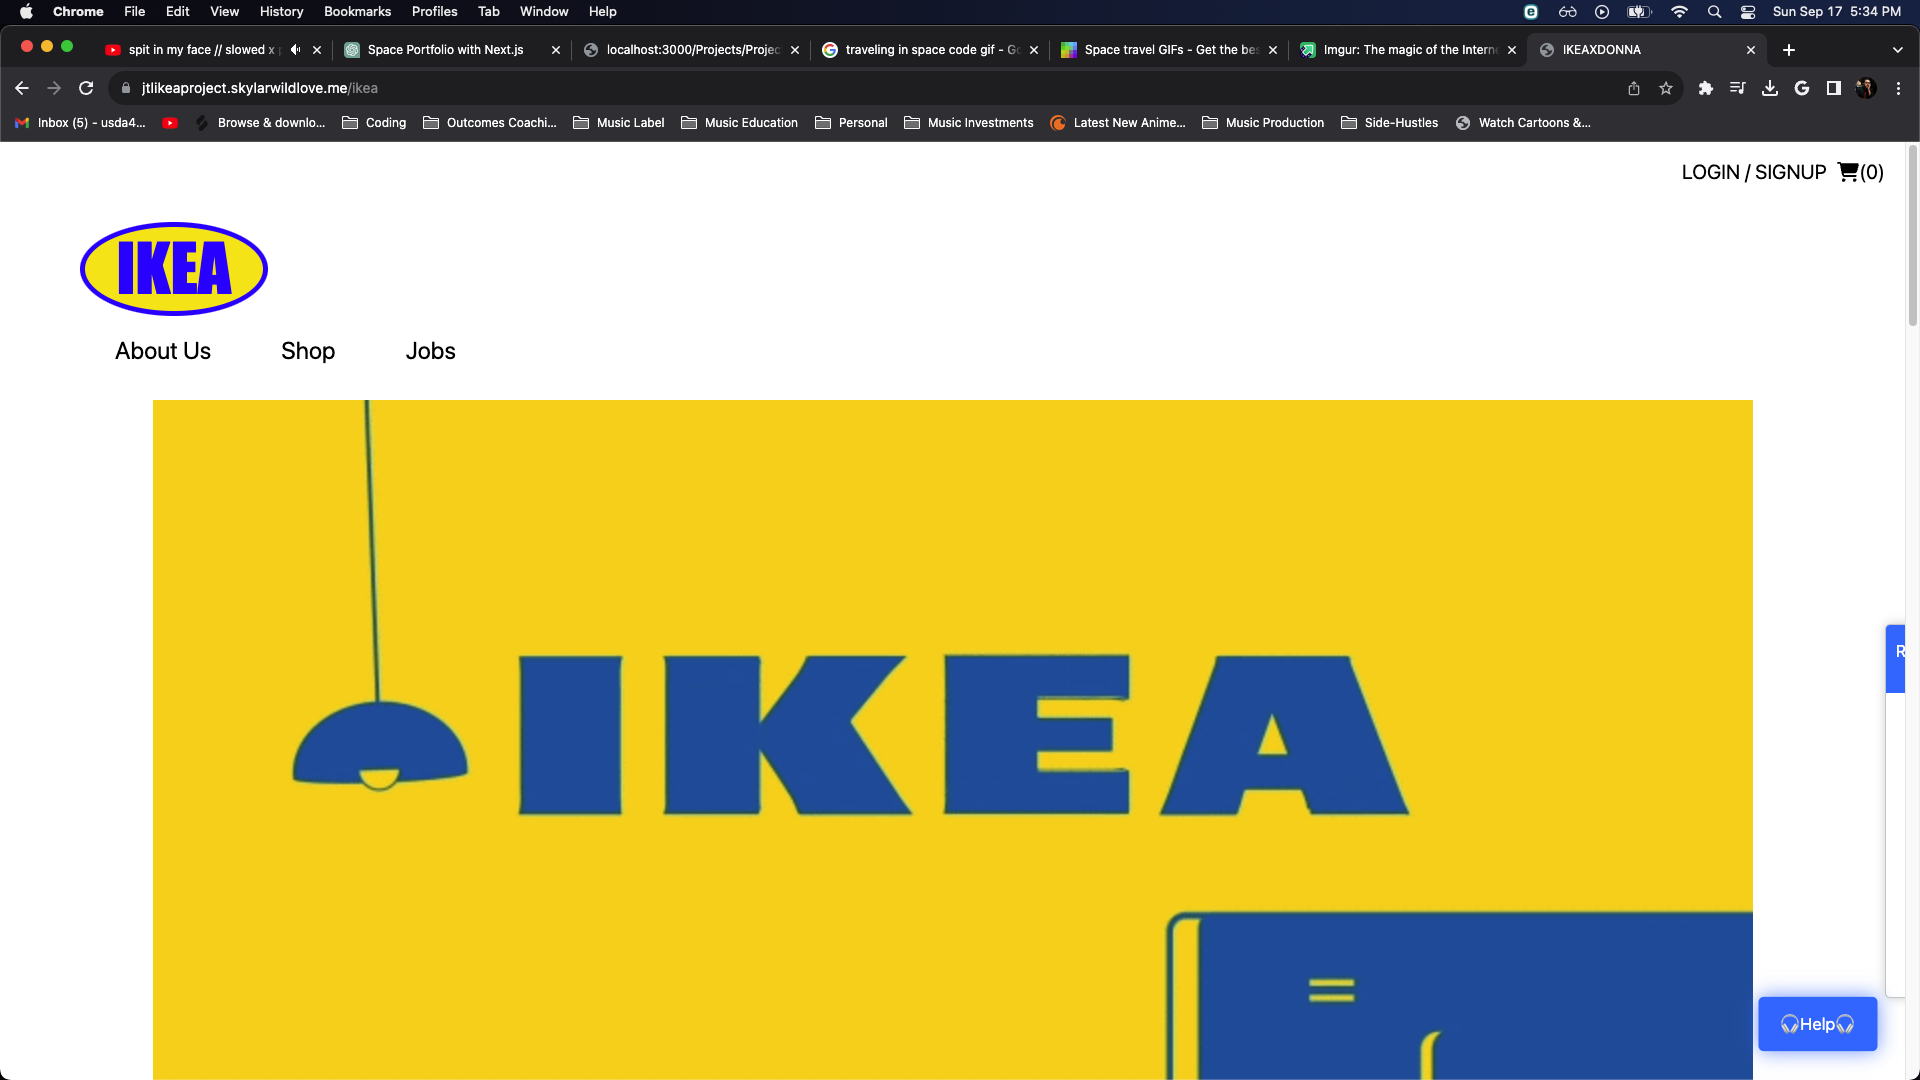 Chrome File Edit View History Bookmarks Profiles Tab Window Help Sun Sep 17 5:34 PM
spit in my face // slowed x Space Portfolio with Next.js localhost:3000/Projects/Projec traveling in space code gif - Go Space travel GIFs - Get the bes Imgur: The magic of the Interne IKEAXDONNA
jtlikeaproject.skylarwildlove.me/ikea
Inbox (5) - usda4... Browse & downlo... Coding Outcomes Coachi... Music Label Music Education Personal Music Investments Latest New Anime... Music Production Side-Hustles Watch Cartoons &...
LOGIN / SIGNUP (0)
IKEA
About Us Shop Jobs
R
IKEA
Help